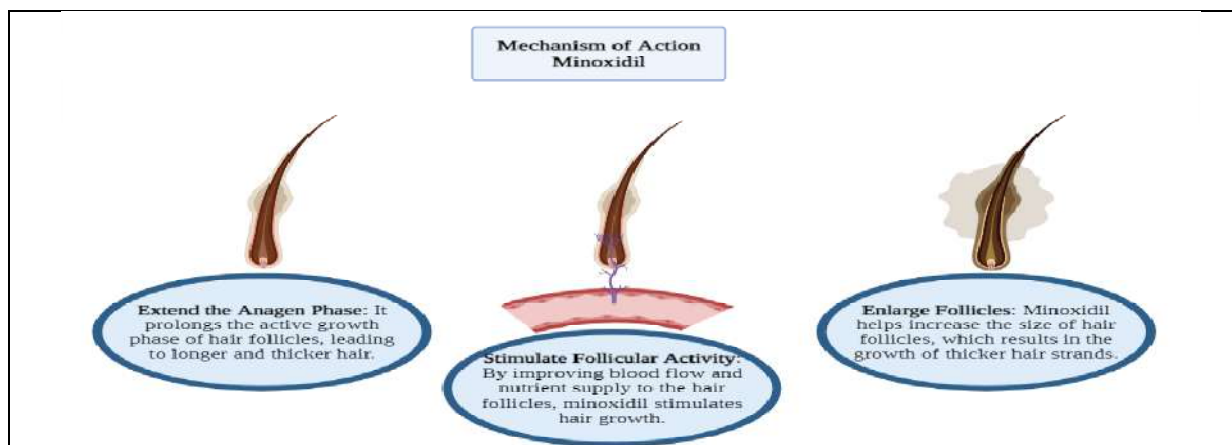 Mechanism of Action
Minoxidil
Extend the Anagen Phase: It
prolongs the active growth
phase of hair follicles, leading
to longer and thicker hair.
Stimulate Follicular Activity:
By improving blood flow and
nutrient supply to the hair
follicles, minoxidil stimulates
hair growth.
Enlarge Follicles: Minoxidil
helps increase the size of hair
follicles, which results in the
growth of thicker hair strands.